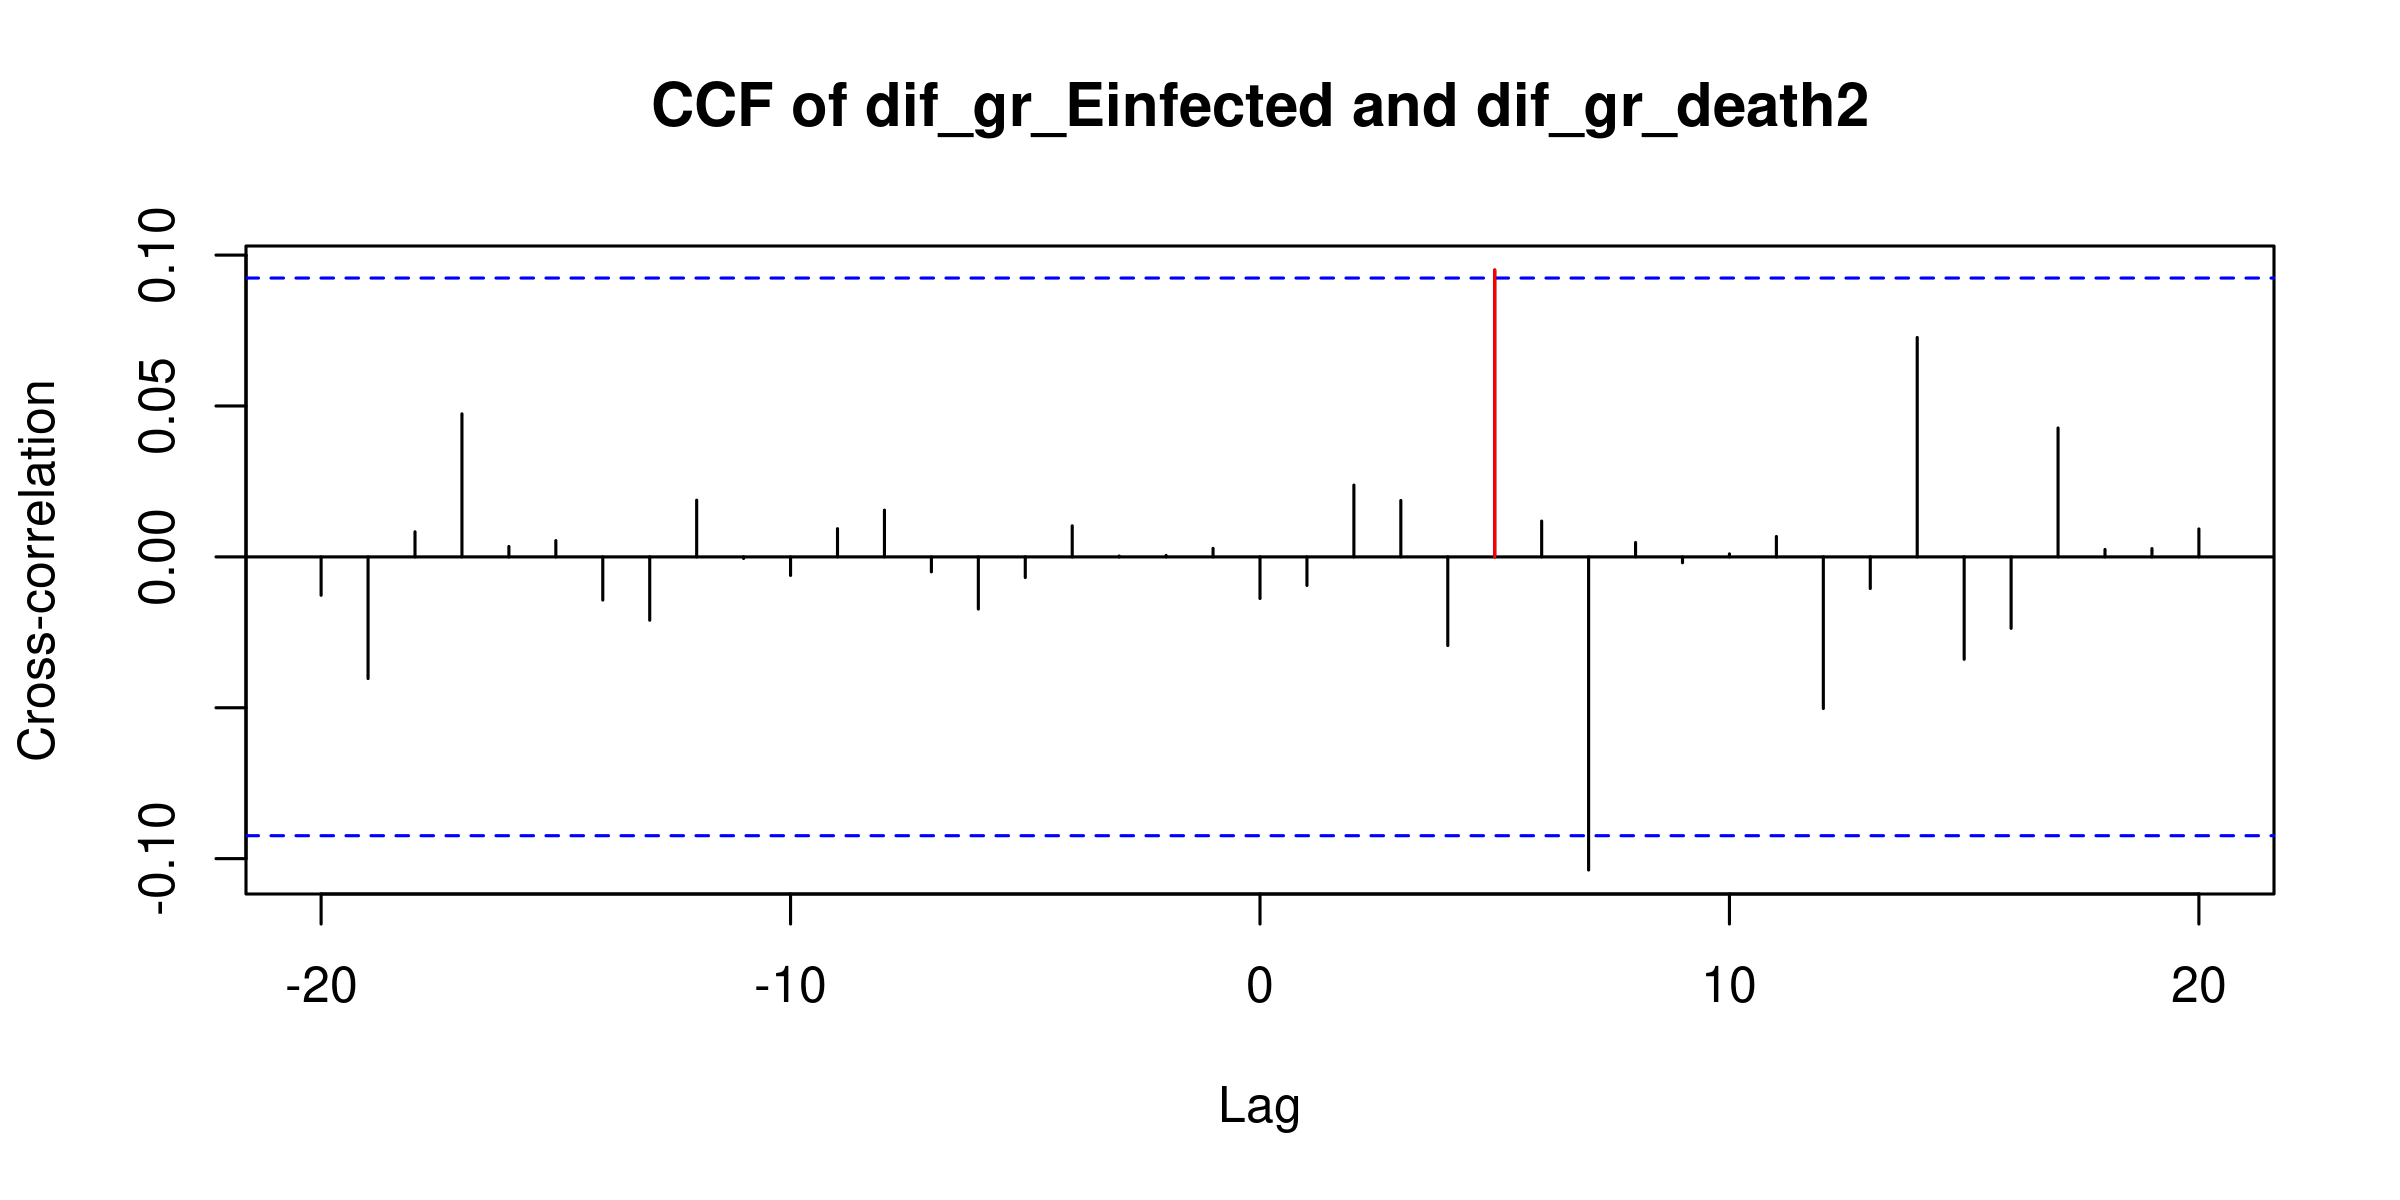 CCF of dif_gr_Einfected and dif_gr_death2
Cross-correlation
0.10
0.05
0.00
-0.10
-20 -10 0 10 20
Lag